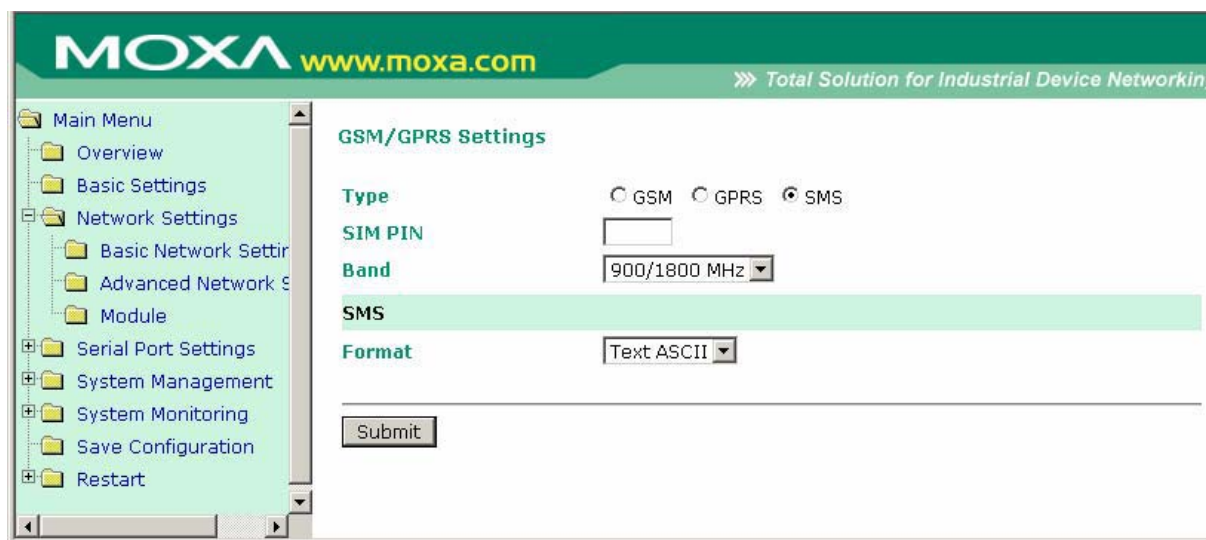 MOXA www.moxa.com
Total Solution for Industrial Device Networkin
Main Menu
Overview
Basic Settings
Network Settings
Basic Network Settin
Advanced Network S
Module
Serial Port Settings
System Management
System Monitoring
Save Configuration
Restart
GSM/GPRS Settings
Type GSM GPRS SMS
SIM PIN
Band 900/1800 MHz
SMS
Format Text ASCII
Submit